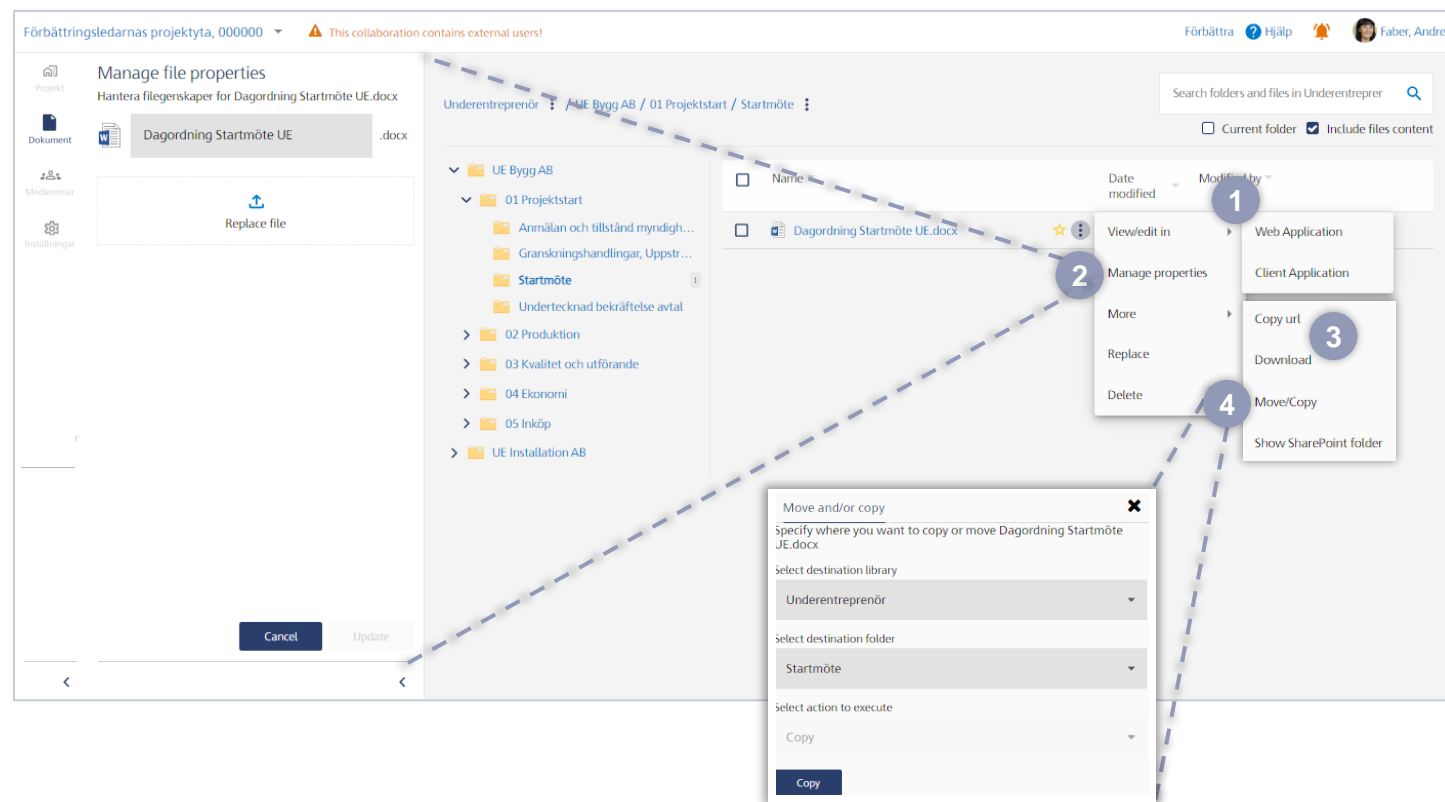 Förbättringsledarnas projektyta, 000000
This collaboration contains external users!
Förbättra
Hjälp
Faber, Andre
Projekt
Dokument
Medlemmar
Inställningar
Manage file properties
Hantera filegenskaper for Dagordning Startmöte UE.docx
Dagordning Startmöte UE .docx
Replace file
Cancel
Update
Underentreprenör / UE Bygg AB / 01 Projektstart / Startmöte
Search folders and files in Underentreprer
Current folder
Include files content
UE Bygg AB
01 Projektstart
Anmälan och tillstånd myndigh...
Granskningshandlingar, Uppstr...
Startmöte 1
Undertecknad bekräftelse avtal
02 Produktion
03 Kvalitet och utförande
04 Ekonomi
05 Inköp
UE Installation AB
Name
Date
modified
Modified by
Dagordning Startmöte UE.docx
1
2
3
4
View/edit in
Manage properties
More
Replace
Delete
Web Application
Client Application
Copy url
Download
Move/Copy
Show SharePoint folder
Move and/or copy
Specify where you want to copy or move Dagordning Startmöte
UE.docx
Select destination library
Underentreprenör
Select destination folder
Startmöte
Select action to execute
Copy
Copy